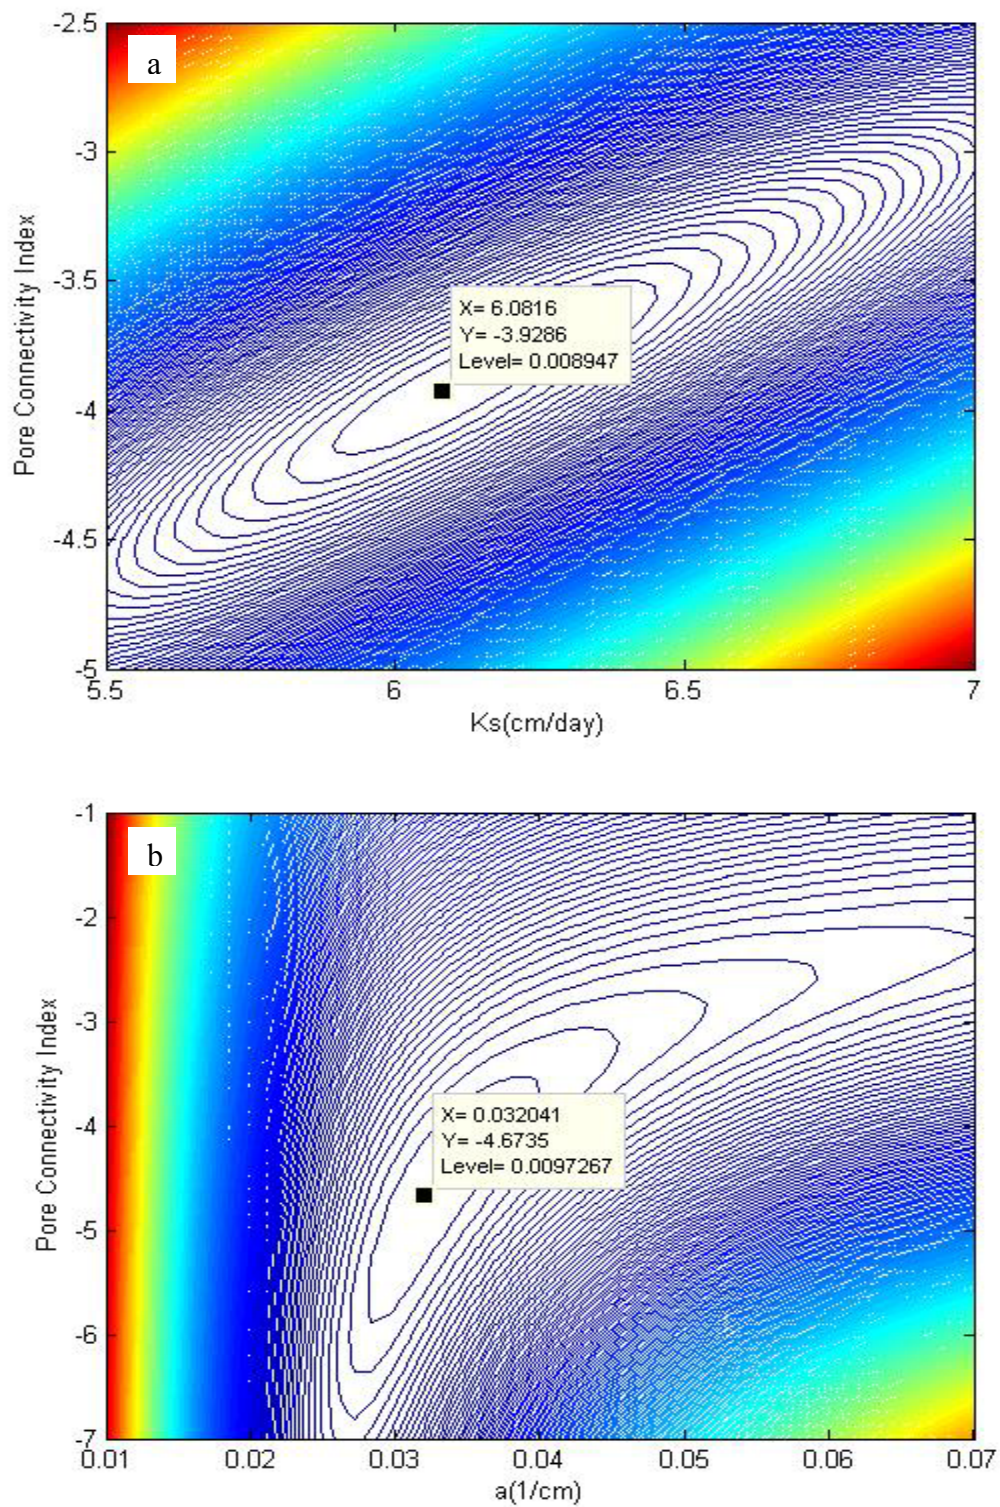 -2.5
a
-3
-3.5
X= 6.0816
Y= -3.9286
Level= 0.008947
-4
-4.5
-5
Pore Connectivity Index
5.5 6 6.5 7
Ks(cm/day)
-1
b
-2
-3
X= 0.032041
Y= -4.6735
Level= 0.0097267
-4
-5
-6
-7
Pore Connectivity Index
0.01 0.02 0.03 0.04 0.05 0.06 0.07
a(1/cm)